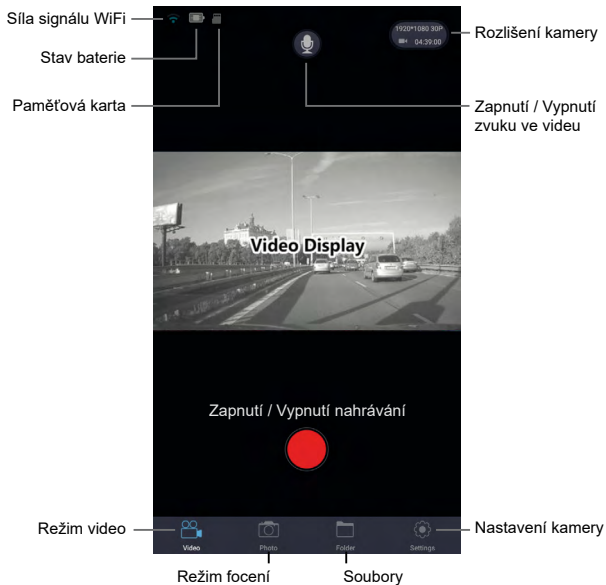 Síla signálu WiFi
Stav baterie
Paměťová karta
1920*1080 30P
04:39:00
Rozlišení kamery
Zapnutí / Vypnutí
zvuku ve videu
Video Display
Zapnutí / Vypnutí nahrávání
Režim video
Video
Photo
Folder
Settings
Nastavení kamery
Režim focení
Soubory